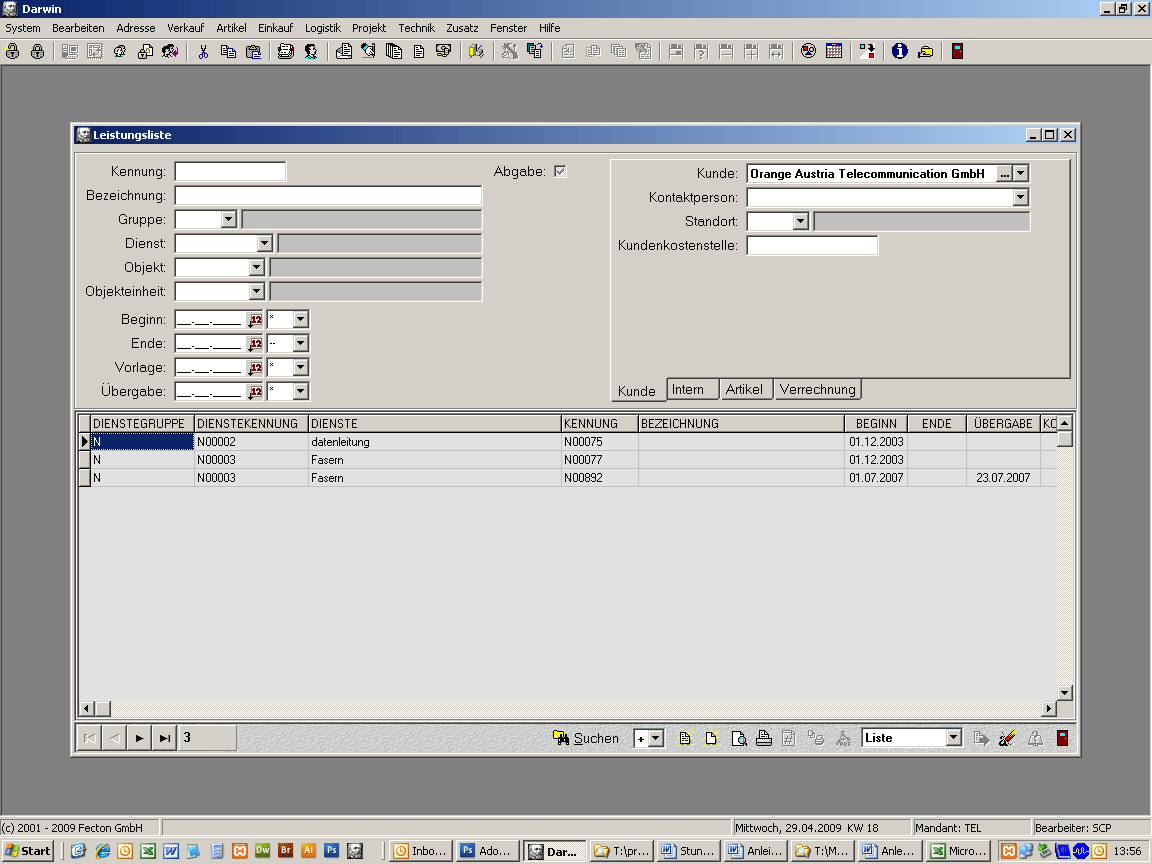 Darwin
System Bearbeiten Adresse Verkauf Artikel Einkauf Logistik Projekt Technik Zusatz Fenster Hilfe
Leistungsliste
Kennung: Abgabe: Kunde: Orange Austria Telecommunication GmbH ...
Bezeichnung: Kontaktperson:
Gruppe: Standort:
Dienst: Kundenkostenstelle:
Objekt:
Objekteinheit:
Beginn: __.__.____ 12 *
Ende: __.__.____ 12 --
Vorlage: __.__.____ 12 *
Übergabe: __.__.____ 12 *
Kunde Intern Artikel Verrechnung
DIENSTEGRUPPE DIENSTEKENNUNG DIENSTE KENNUNG BEZEICHNUNG BEGINN ENDE ÜBERGABE KO
N N00002 datenleitung N00075 01.12.2003
N N00003 Fasern N00077 01.12.2003
N N00003 Fasern N00892 01.07.2007 23.07.2007
3 Suchen + Liste
(c) 2001 - 2009 Fecton GmbH Mittwoch, 29.04.2009 KW 18 Mandant: TEL Bearbeiter: SCP
Start Dw Br Ai Ps Inbo... Ps Ado... Dar... T:\pr... Stun... Anlei... T:\M... Anle... Micro... 13:56